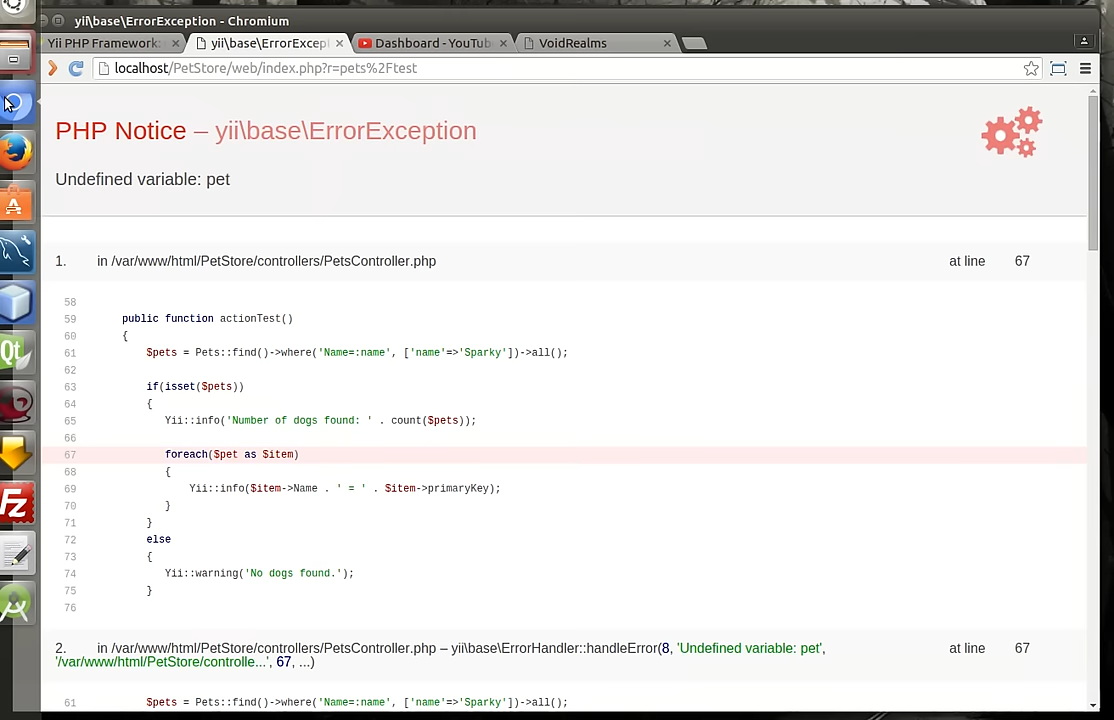 yii\base\ErrorException - Chromium
Yii PHP Framework:
yii\base\ErrorExcep
Dashboard - YouTub
VoidRealms
localhost/PetStore/web/index.php?r=pets%2Ftest
PHP Notice – yii\base\ErrorException
Undefined variable: pet
1. in /var/www/html/PetStore/controllers/PetsController.php at line 67
58
59 public function actionTest()
60 {
61 $pets = Pets::find()->where('Name=:name', ['name'=>'Sparky'])->all();
62
63 if(isset($pets))
64 {
65 Yii::info('Number of dogs found: ' . count($pets));
66
67 foreach($pet as $item)
68 {
69 Yii::info($item->Name . ' = ' . $item->primaryKey);
70 }
71 }
72 else
73 {
74 Yii::warning('No dogs found.');
75 }
76
2. in /var/www/html/PetStore/controllers/PetsController.php – yii\base\ErrorHandler::handleError(8, 'Undefined variable: pet', at line 67
'/var/www/html/PetStore/controlle...', 67, ...)
61 $pets = Pets::find()->where('Name=:name', ['name'=>'Sparky'])->all();
Qt
Fz